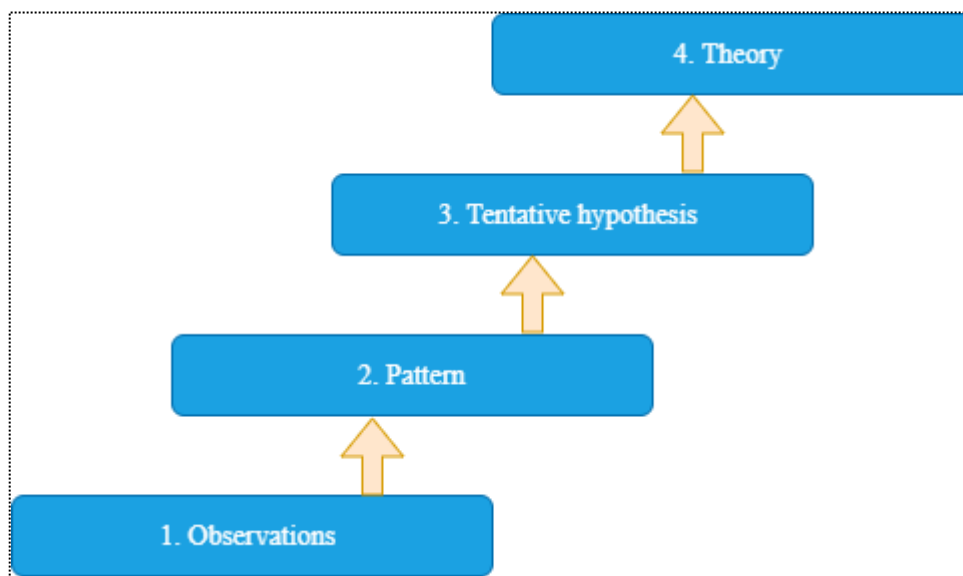 4. Theory
3. Tentative hypothesis
2. Pattern
1. Observations